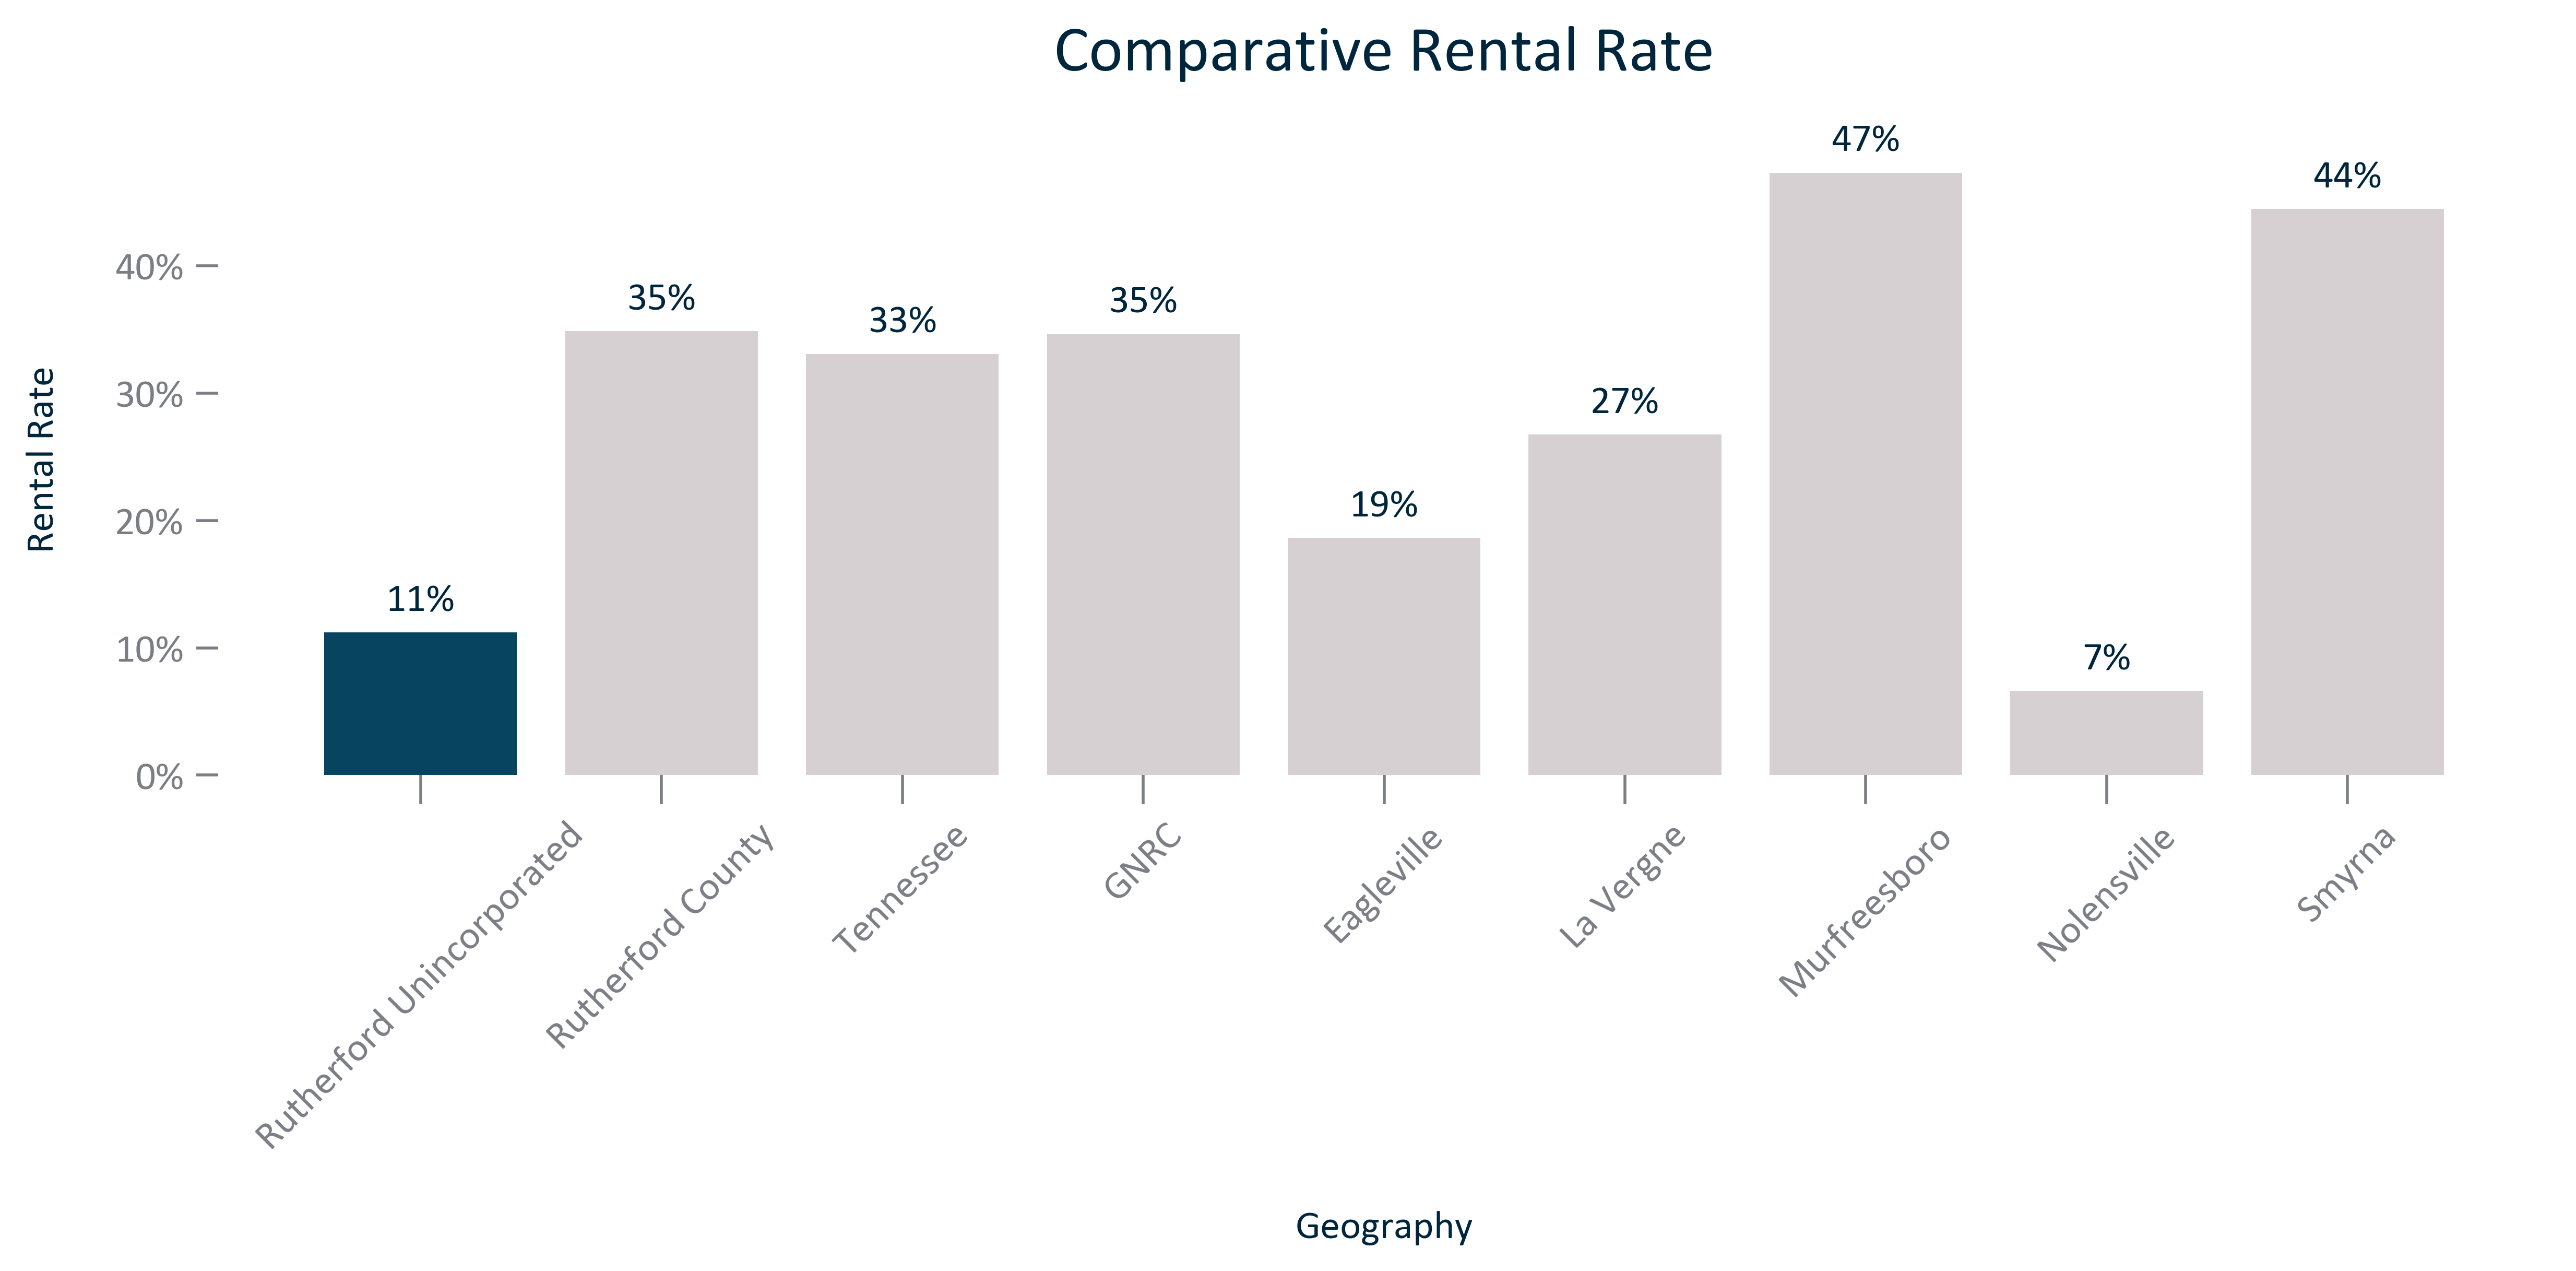 Comparative Rental Rate
Rental Rate
40%
30%
20%
10%
0%
11%
35%
33%
35%
19%
27%
47%
7%
44%
Rutherford Unincorporated
Rutherford County
Tennessee
GNRC
Eagleville
La Vergne
Murfreesboro
Nolensville
Smyrna
Geography